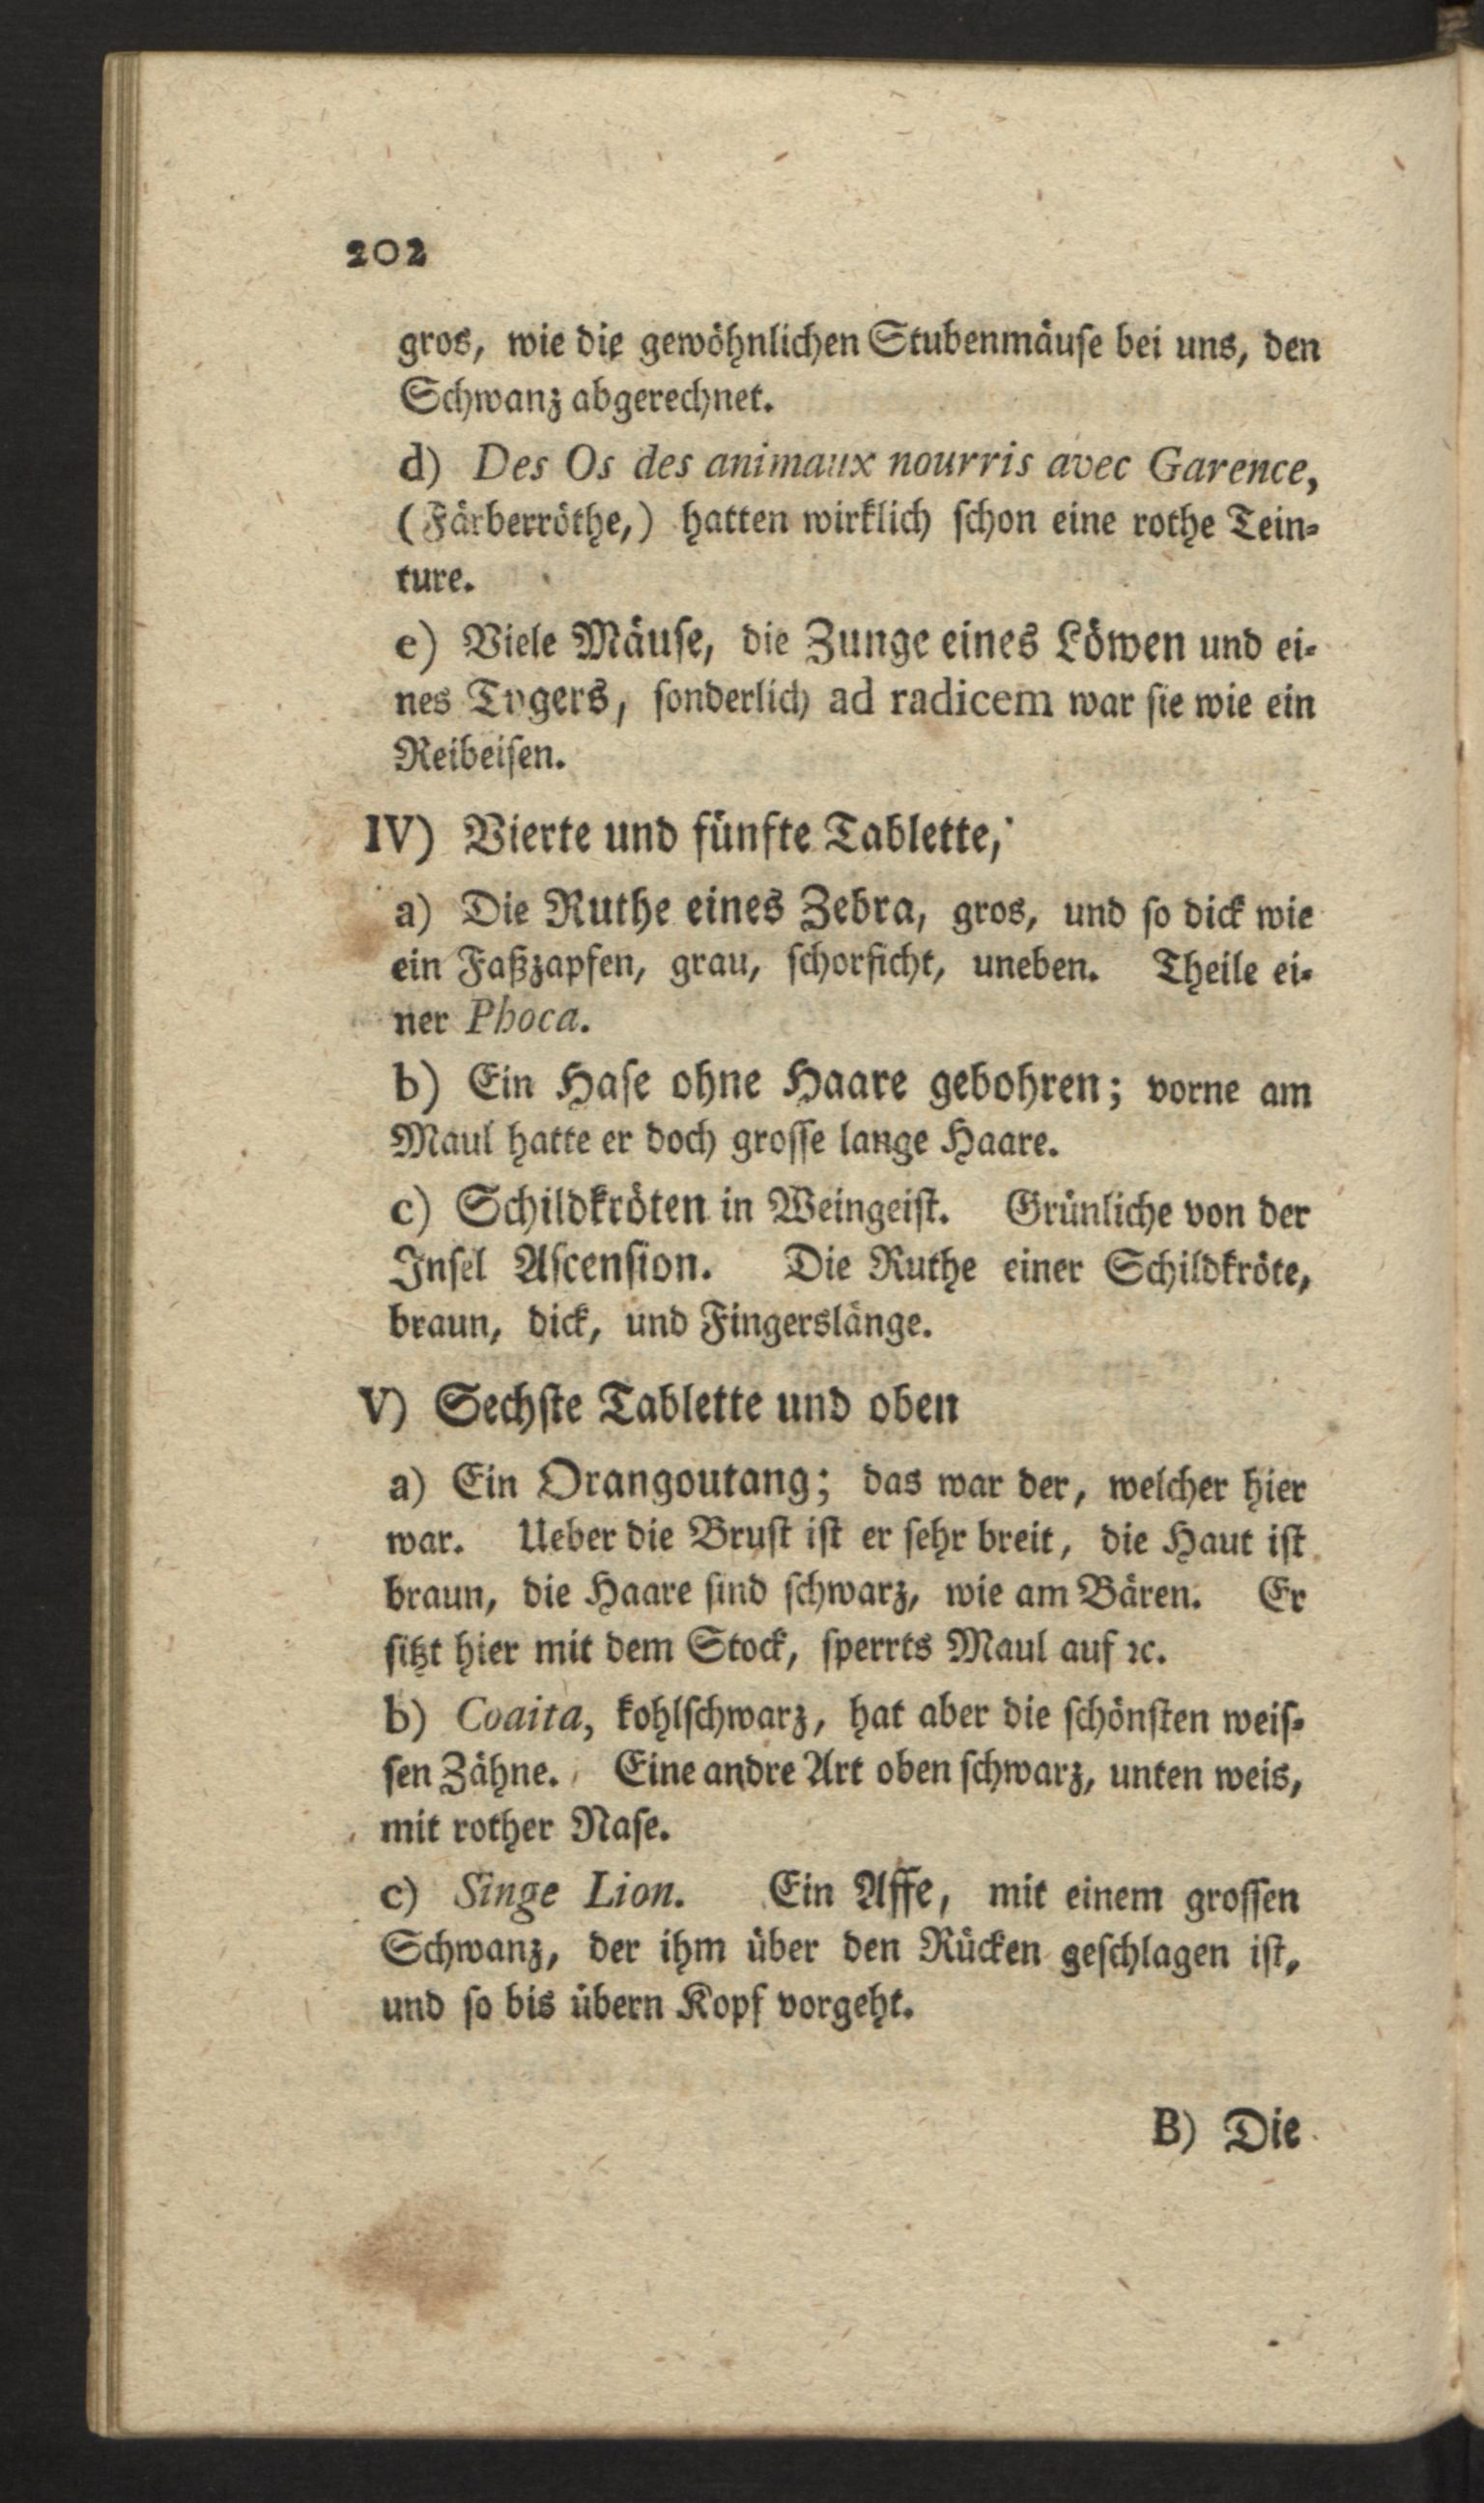 202
gros, wie die gewöhnlichen Stubenmäuſe bei uns, den
Schwanz abgerechnet.
d) Des Os des animaux nourris avec Garence,
(Färberröthe,) hatten wirklich ſchon eine rothe Tein-
ture.
e) Viele Mäuſe, die Zunge eines Löwen und ei-
nes Tygers, ſonderlich ad radicem war ſie wie ein
Reibeiſen.
IV) Vierte und fünfte Tablette,
a) Die Ruthe eines Zebra, gros, und ſo dick wie
ein Faßzapfen, grau, ſchorficht, uneben. Theile ei-
ner Phoca.
b) Ein Haſe ohne Haare gebohren; vorne am
Maul hatte er doch groſſe lange Haare.
c) Schildkröten in Weingeiſt. Grünliche von der
Inſel Aſcenſion. Die Ruthe einer Schildkröte,
braun, dick, und Fingerslänge.
V) Sechſte Tablette und oben
a) Ein Orangoutang; das war der, welcher hier
war. Ueber die Bruſt iſt er ſehr breit, die Haut iſt
braun, die Haare ſind ſchwarz, wie am Bären. Er
ſitzt hier mit dem Stock, ſperrts Maul auf ꝛc.
b) Coaita, kohlſchwarz, hat aber die ſchönſten weiſ-
ſen Zähne. Eine andre Art oben ſchwarz, unten weis,
mit rother Naſe.
c) Singe Lion. Ein Affe, mit einem groſſen
Schwanz, der ihm über den Rücken geſchlagen iſt,
und ſo bis übern Kopf vorgeht.
B) Die